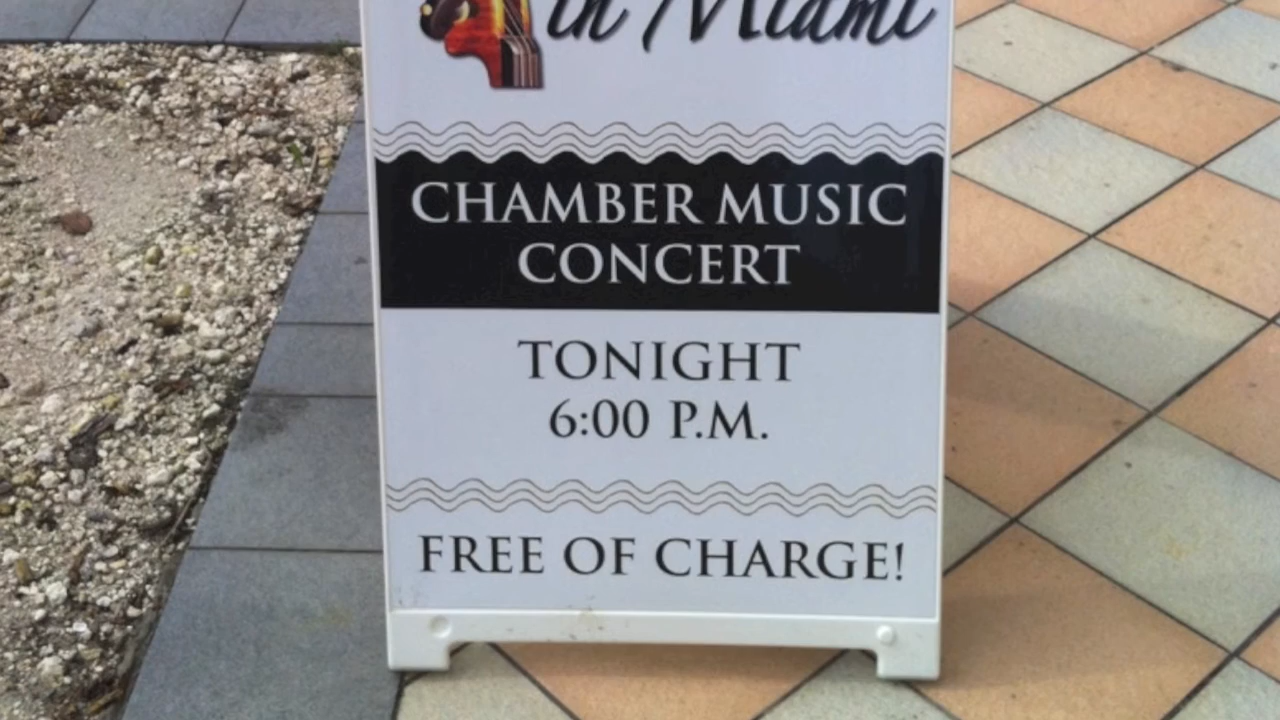 in Miami
CHAMBER MUSIC
CONCERT
TONIGHT
6:00 P.M.
FREE OF CHARGE!